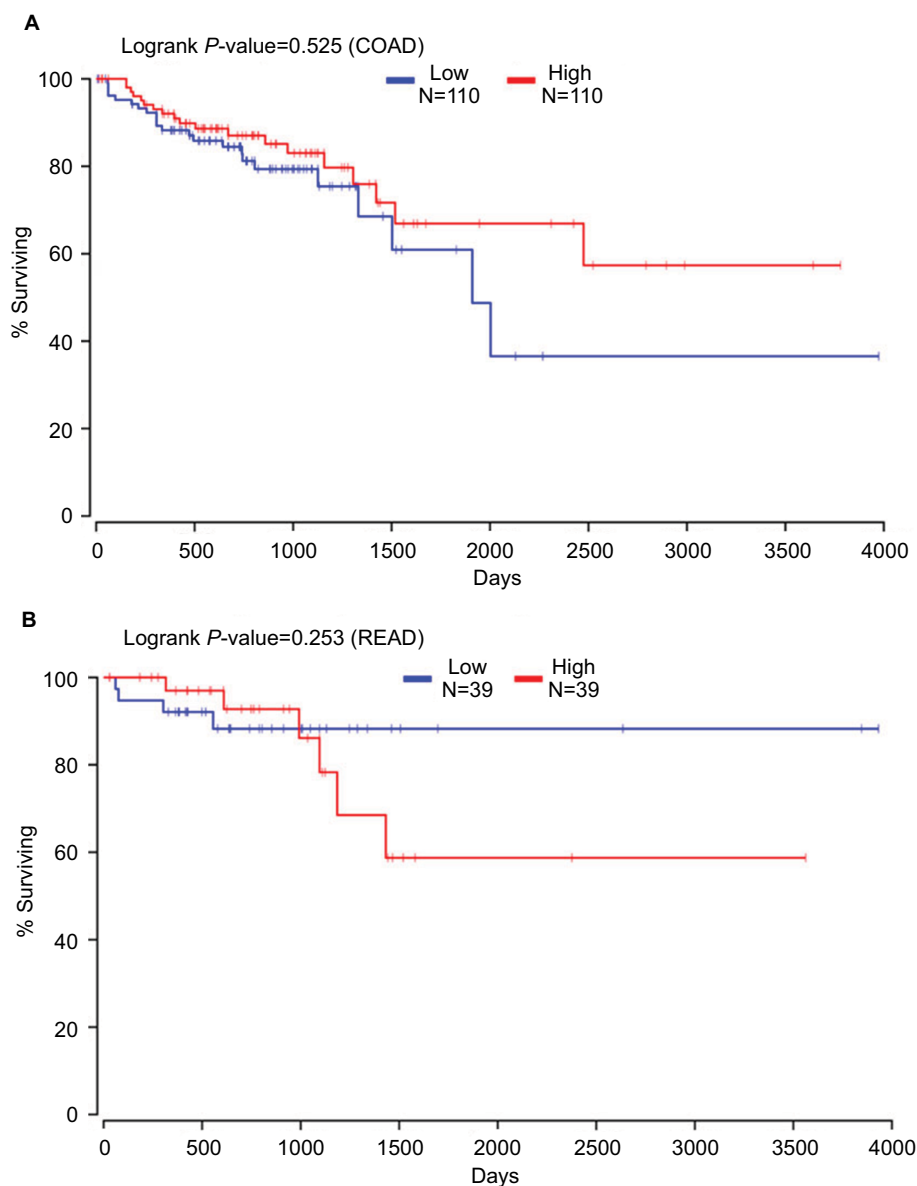 A
Logrank P-value=0.525 (COAD)
Low High
N=110 N=110
100
80
60
40
20
0
% Surviving
0 500 1000 1500 2000 2500 3000 3500 4000
Days
B
Logrank P-value=0.253 (READ)
Low High
N=39 N=39
100
80
60
40
20
0
% Surviving
0 500 1000 1500 2000 2500 3000 3500 4000
Days